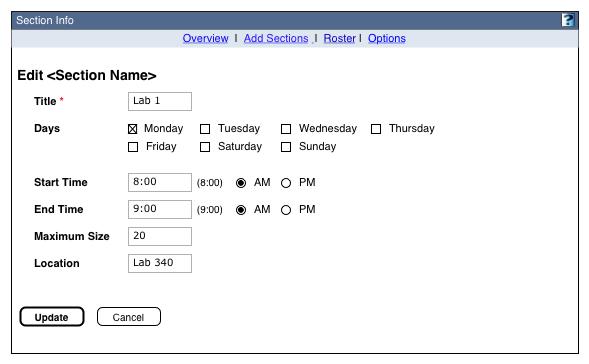 Section Info ?
Overview | Add Sections | Roster | Options
Edit <Section Name>
Title * Lab 1
Days Monday Tuesday Wednesday Thursday
Friday Saturday Sunday
Start Time 8:00 (8:00) AM PM
End Time 9:00 (9:00) AM PM
Maximum Size 20
Location Lab 340
Update Cancel